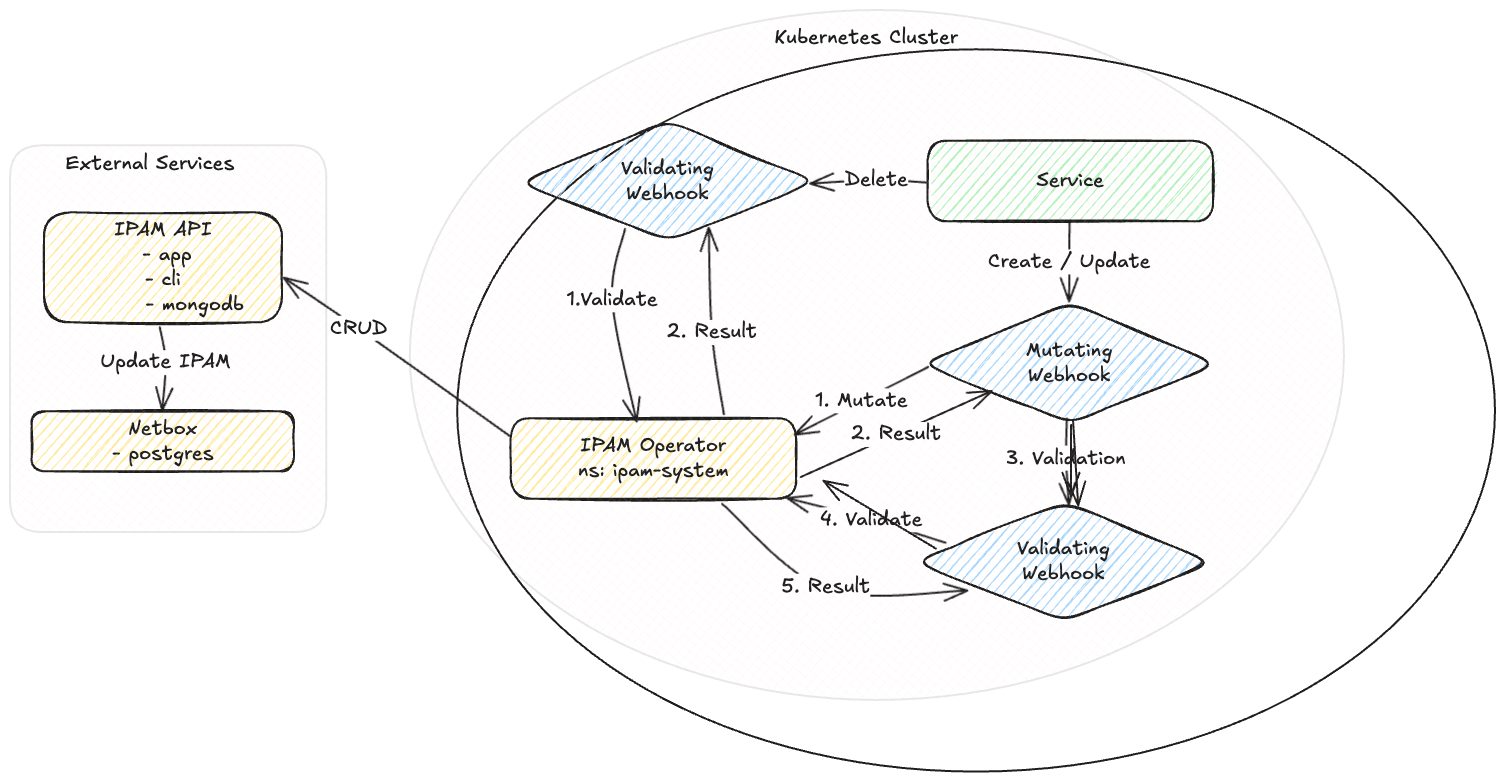 Kubernetes Cluster
External Services
IPAM API
- app
- cli
- mongodb
Update IPAM
Netbox
- postgres
CRUD
Validating
Webhook
Delete
Service
Create / Update
1.Validate
2. Result
Mutating
Webhook
1. Mutate
2. Result
IPAM Operator
ns: ipam-system
3. Validation
4. Validate
Validating
Webhook
5. Result